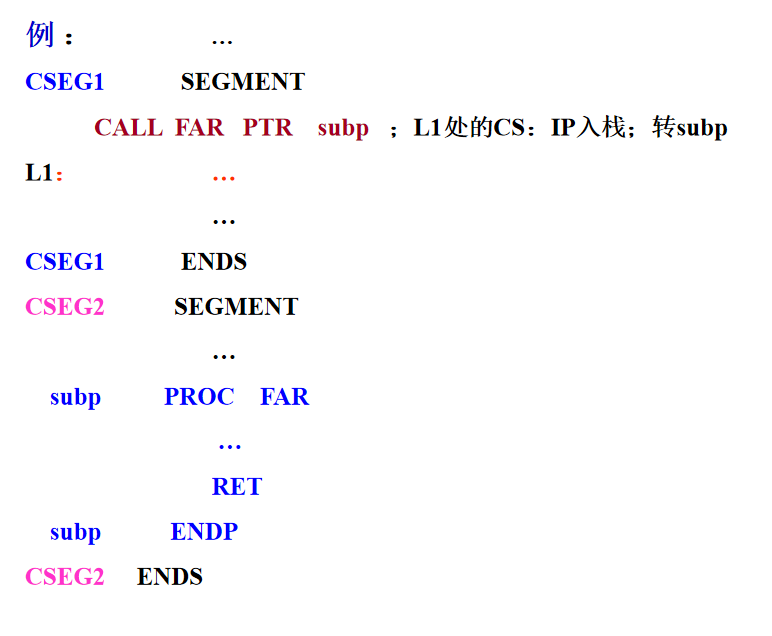 例： …
CSEG1 SEGMENT
CALL FAR PTR subp ；L1处的CS：IP入栈；转subp
L1： …
…
CSEG1 ENDS
CSEG2 SEGMENT
…
subp PROC FAR
…
RET
subp ENDP
CSEG2 ENDS